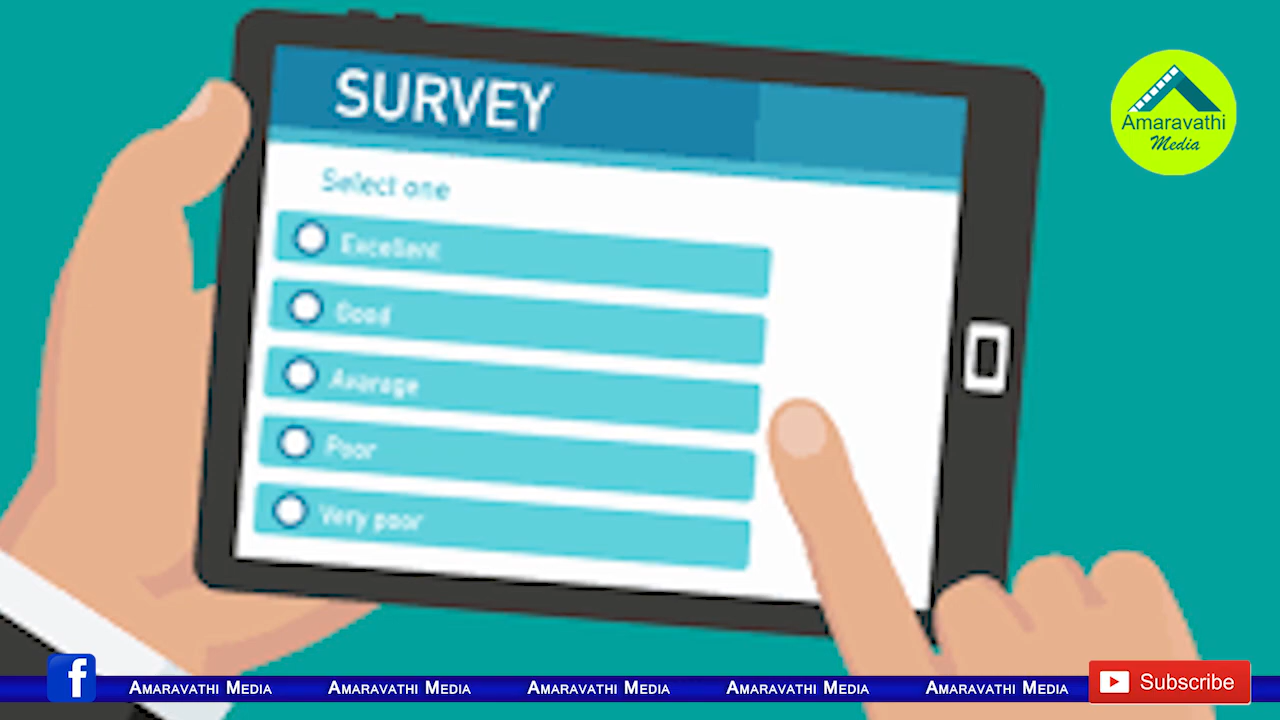 SURVEY
Select one
Excellent
Good
Avarage
Poor
Very poor
Amaravathi
Media
f
Amaravathi Media Amaravathi Media Amaravathi Media Amaravathi Media Amaravathi Media
Subscribe